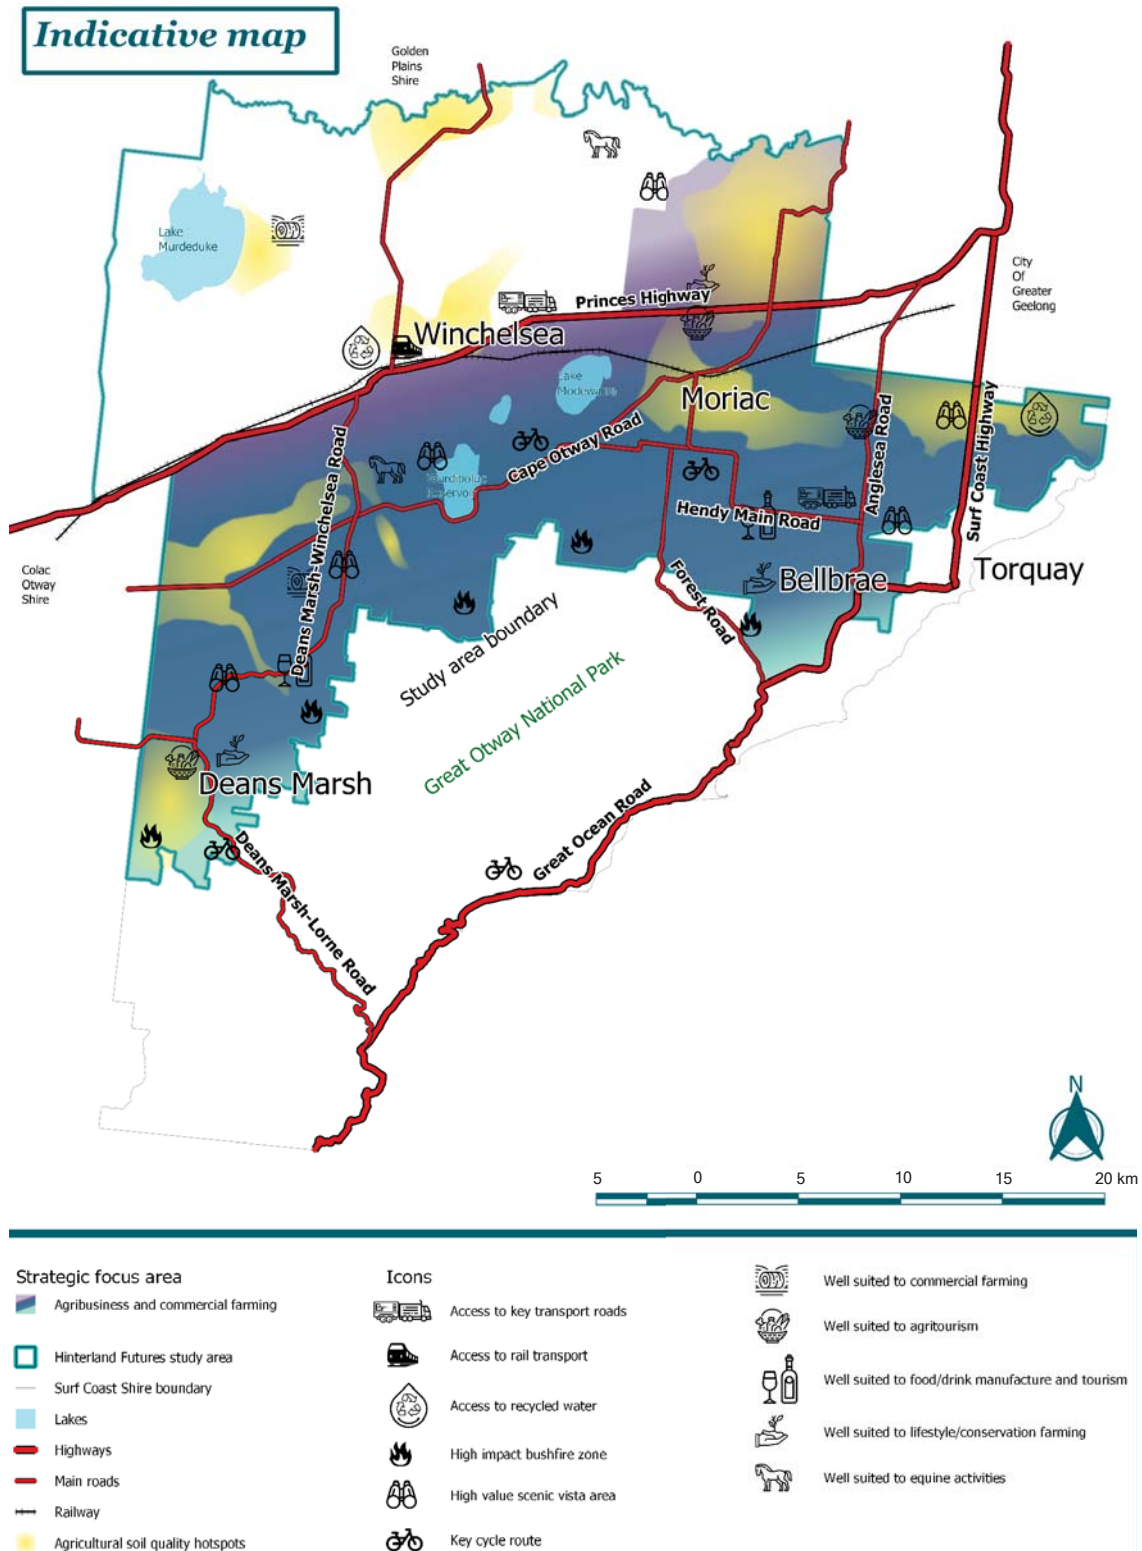 Indicative map
Golden
Plains
Shire
Lake
Murdeduke
City
Of
Greater
Geelong
Princes Highway
Winchelsea
Lake
Modewarre
Moriac
Cape Otway Road
Anglesea Road
Surf Coast Highway
Deans Marsh-Winchelsea Road
Reservoir
Hendy Main Road
Colac
Otway
Shire
Forest Road
Bellbrae
Torquay
Study area boundary
Great Otway National Park
Deans Marsh
Great Ocean Road
Deans Marsh-Lorne Road
N
5 0 5 10 15 20 km
Strategic focus area
Agribusiness and commercial farming
Hinterland Futures study area
Surf Coast Shire boundary
Lakes
Highways
Main roads
Railway
Agricultural soil quality hotspots
Icons
Access to key transport roads
Access to rail transport
Access to recycled water
High impact bushfire zone
High value scenic vista area
Key cycle route
Well suited to commercial farming
Well suited to agritourism
Well suited to food/drink manufacture and tourism
Well suited to lifestyle/conservation farming
Well suited to equine activities